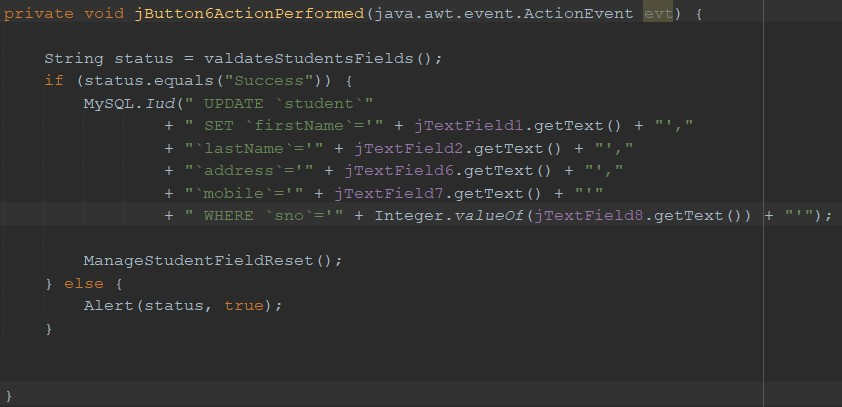 private void jButton6ActionPerformed(java.awt.event.ActionEvent evt) {
String status = valdateStudentsFields();
if (status.equals("Success")) {
MySQL.Iud(" UPDATE `student`"
+ " SET `firstName`='" + jTextField1.getText() + "',"
+ "`lastName`='" + jTextField2.getText() + "',"
+ "`address`='" + jTextField6.getText() + "',"
+ "`mobile`='" + jTextField7.getText() + "'"
+ " WHERE `sno`='" + Integer.valueOf(jTextField8.getText()) + "'");
ManageStudentFieldReset();
} else {
Alert(status, true);
}
}